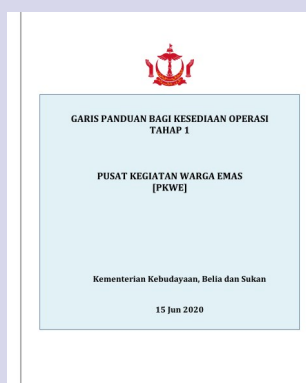 GARIS PANDUAN BAGI KESEDIAAN OPERASI
TAHAP 1
PUSAT KEGIATAN WARGA EMAS
[PKWE]
Kementerian Kebudayaan, Belia dan Sukan
15 Jun 2020